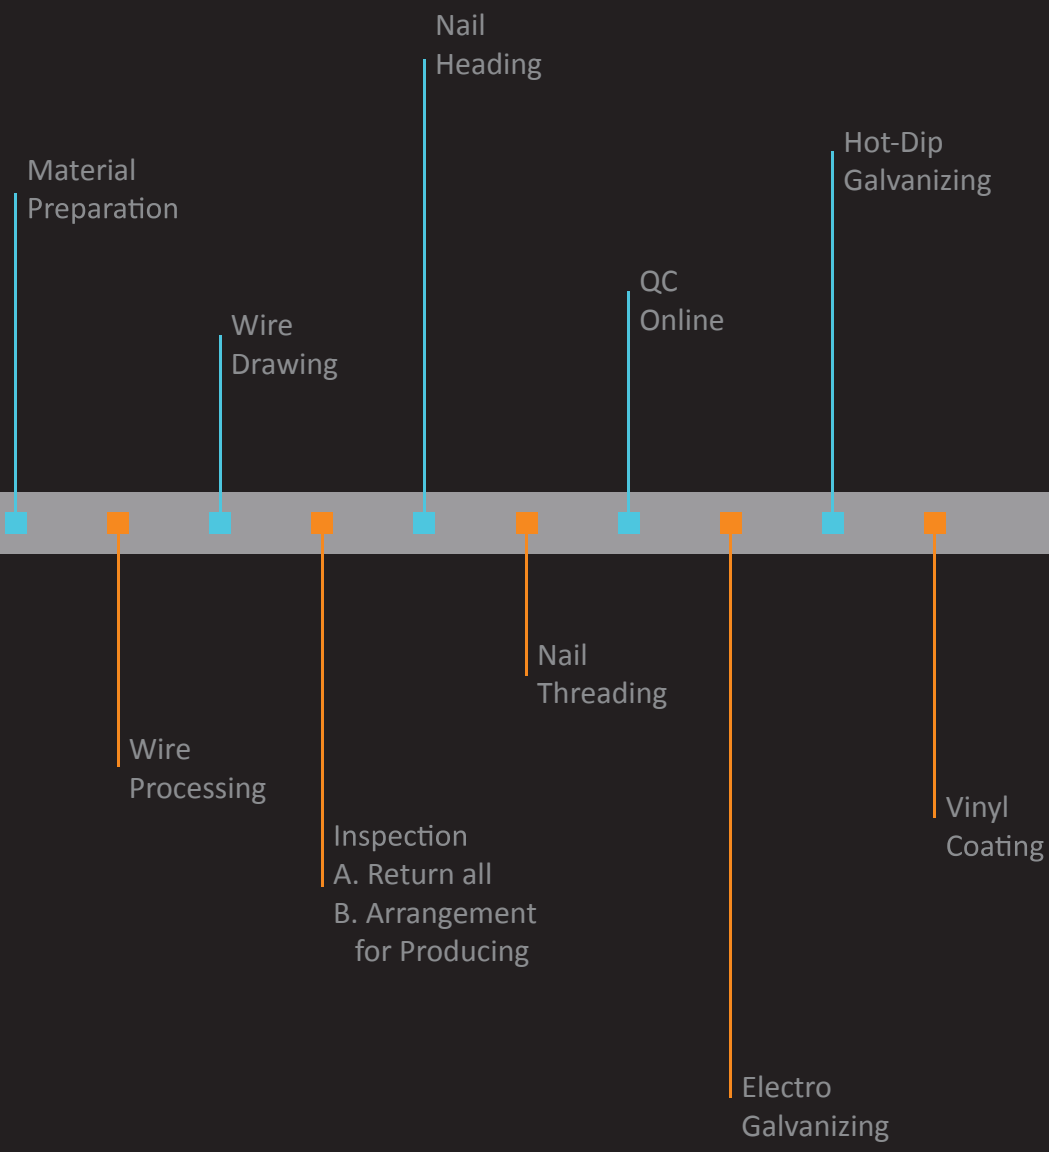 Nail
Heading
Hot-Dip
Galvanizing
Material
Preparation
QC
Online
Wire
Drawing
Nail
Threading
Wire
Processing
Vinyl
Coating
Inspection
A. Return all
B. Arrangement
for Producing
Electro
Galvanizing